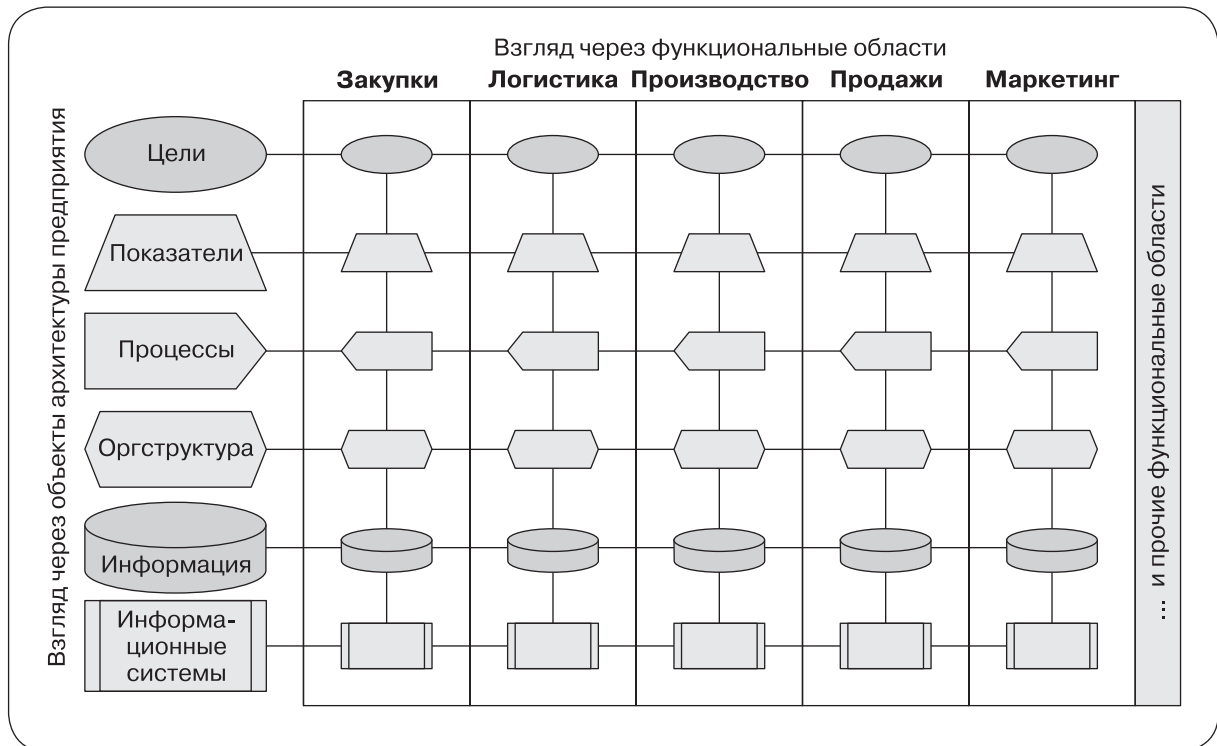 Взгляд через функциональные области
Закупки Логистика Производство Продажи Маркетинг
Взгляд через объекты архитектуры предприятия
Цели
Показатели
Процессы
Оргструктура
Информация
Информа-
ционные
системы
... и прочие функциональные области